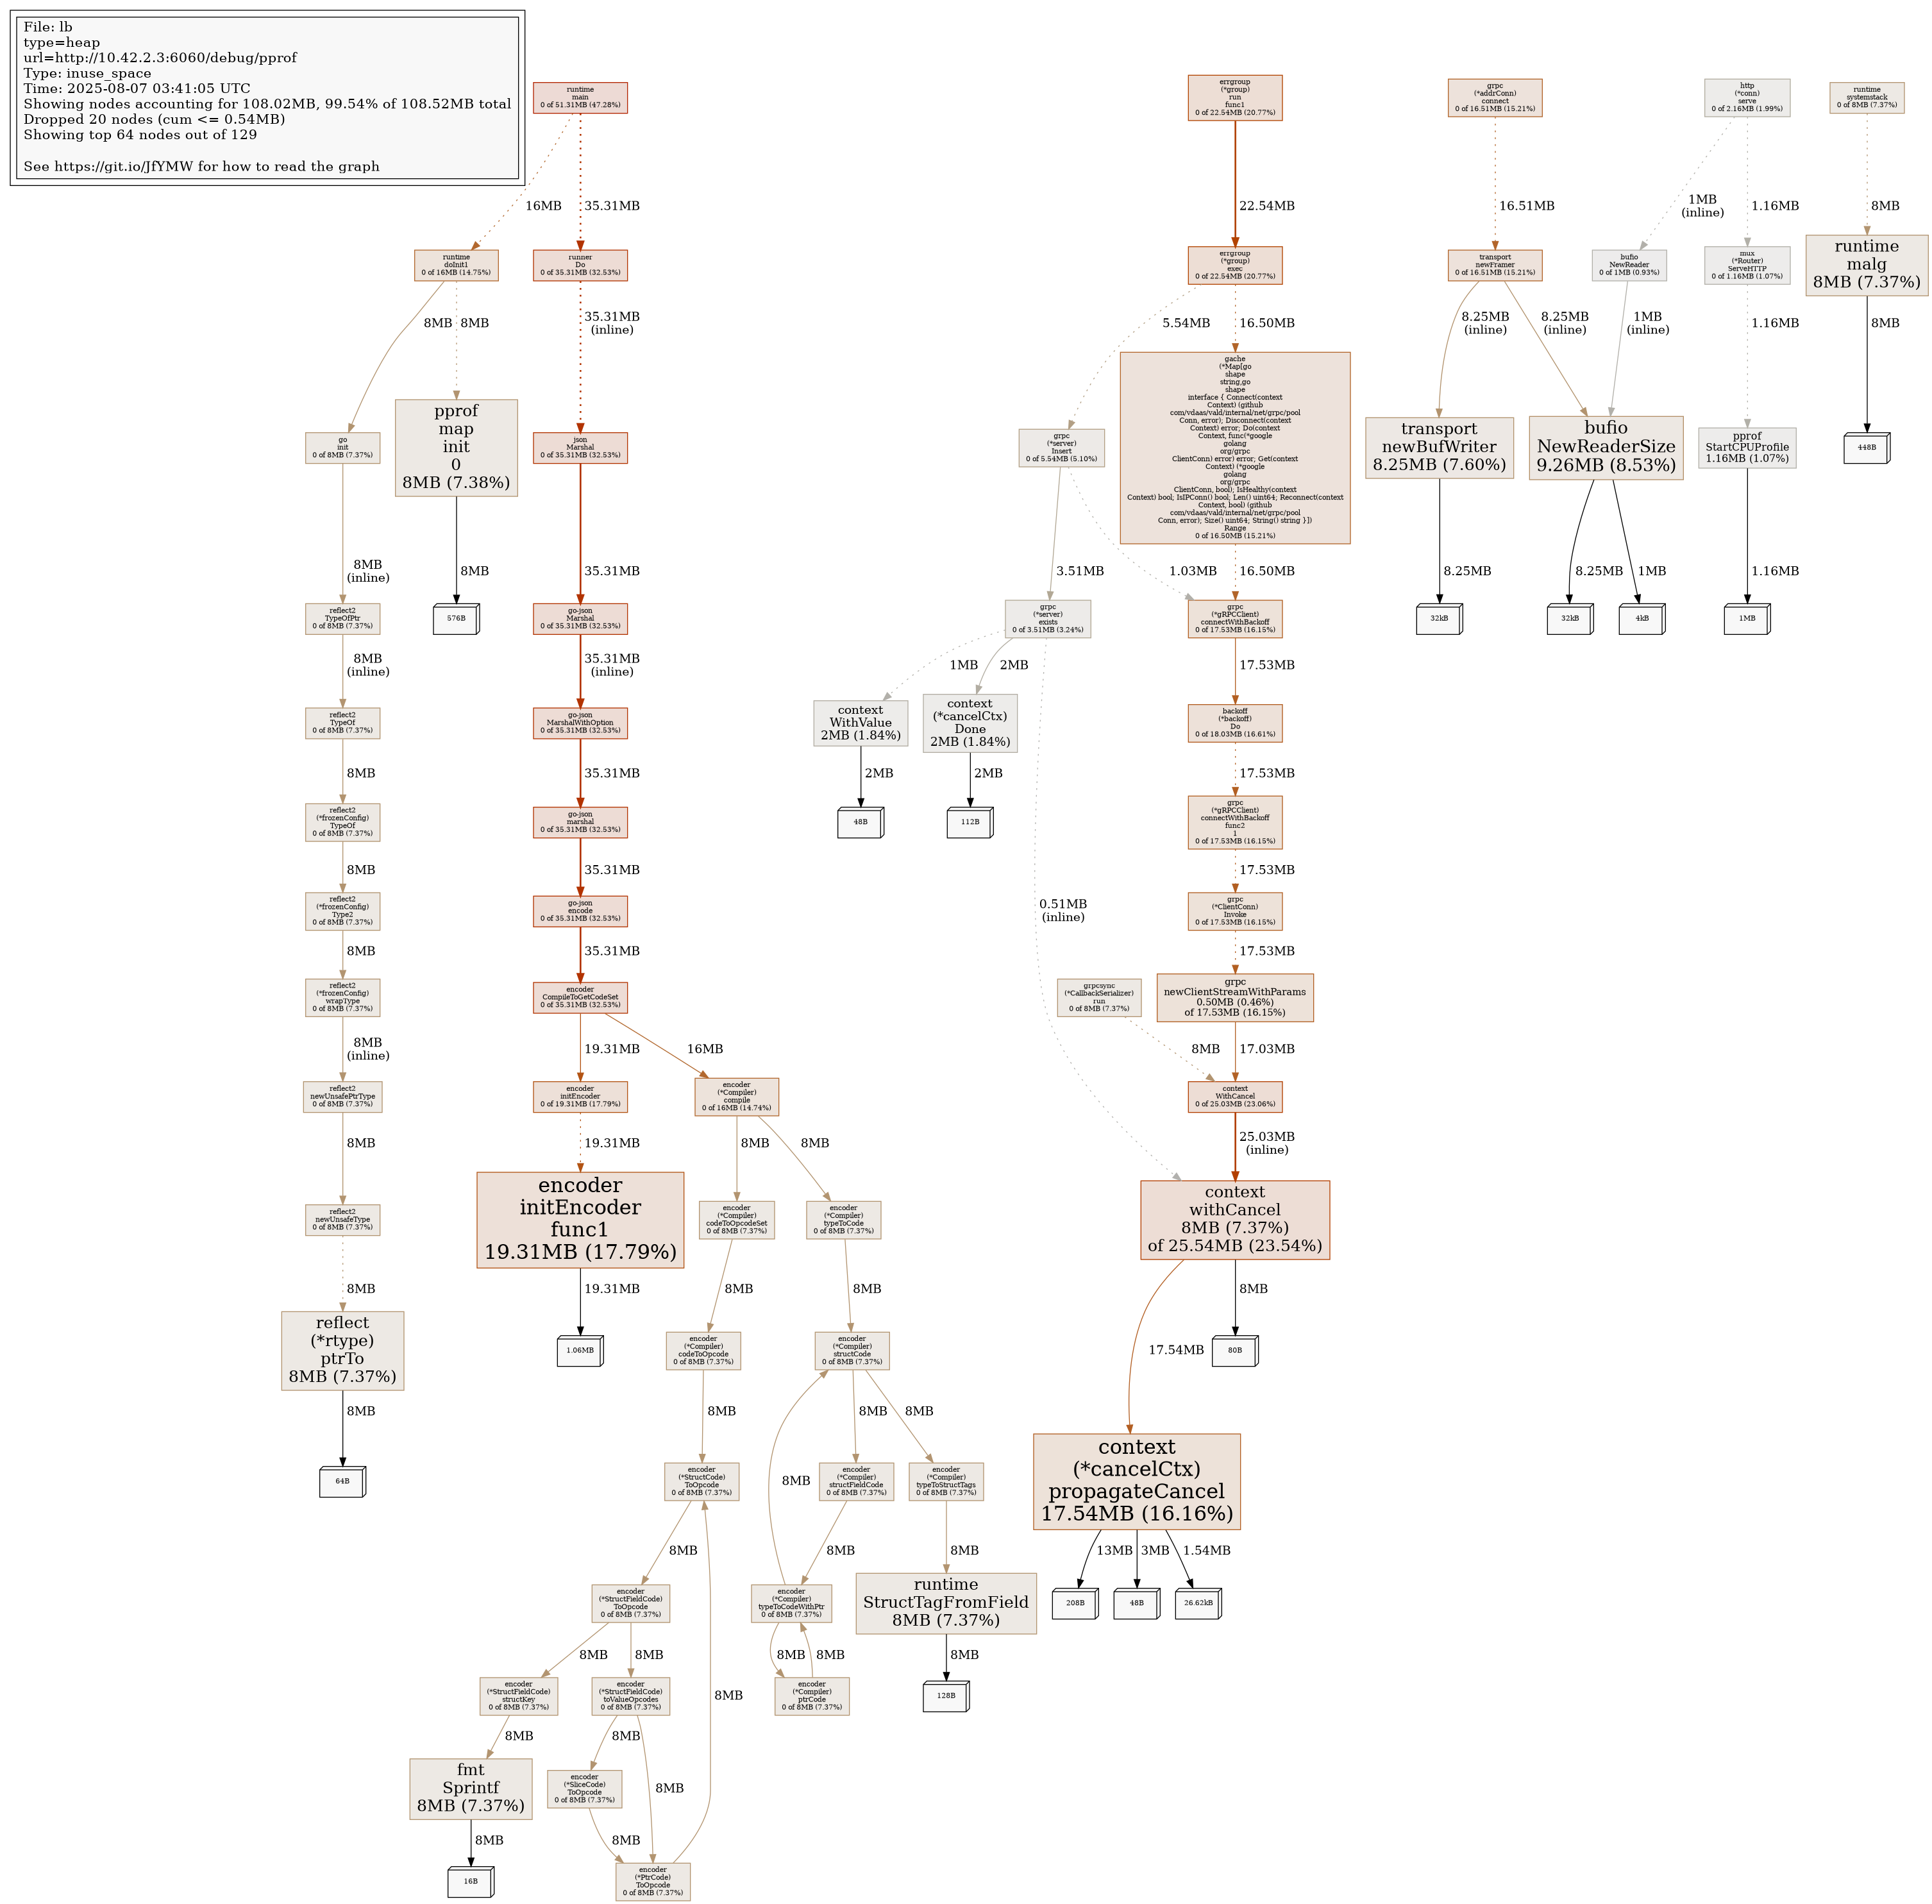 File: lb
type=heap
url=http://10.42.2.3:6060/debug/pprof
Type: inuse_space
Time: 2025-08-07 03:41:05 UTC
Showing nodes accounting for 108.02MB, 99.54% of 108.52MB total
Dropped 20 nodes (cum <= 0.54MB)
Showing top 64 nodes out of 129
See https://git.io/JfYMW for how to read the graph
runtime
main
0 of 51.31MB (47.28%)
errgroup
(*group)
run
func1
0 of 22.54MB (20.77%)
grpc
(*addrConn)
connect
0 of 16.51MB (15.21%)
http
(*conn)
serve
0 of 2.16MB (1.99%)
runtime
systemstack
0 of 8MB (7.37%)
16MB
35.31MB
22.54MB
16.51MB
1MB
(inline)
1.16MB
8MB
runtime
doInit1
0 of 16MB (14.75%)
runner
Do
0 of 35.31MB (32.53%)
errgroup
(*group)
exec
0 of 22.54MB (20.77%)
transport
newFramer
0 of 16.51MB (15.21%)
bufio
NewReader
0 of 1MB (0.93%)
mux
(*Router)
ServeHTTP
0 of 1.16MB (1.07%)
runtime
malg
8MB (7.37%)
8MB
8MB
35.31MB
(inline)
5.54MB
16.50MB
8.25MB
(inline)
8.25MB
(inline)
1MB
(inline)
1.16MB
8MB
go
init
0 of 8MB (7.37%)
pprof
map
init
0
8MB (7.38%)
json
Marshal
0 of 35.31MB (32.53%)
grpc
(*server)
Insert
0 of 5.54MB (5.10%)
gache
(*Map[go
shape
string,go
shape
interface { Connect(context
Context) (github
com/vdaas/vald/internal/net/grpc/pool
Conn, error); Disconnect(context
Context) error; Do(context
Context, func(*google
golang
org/grpc
ClientConn) error) error; Get(context
Context) (*google
golang
org/grpc
ClientConn, bool); IsHealthy(context
Context) bool; IsIPConn() bool; Len() uint64; Reconnect(context
Context, bool) (github
com/vdaas/vald/internal/net/grpc/pool
Conn, error); Size() uint64; String() string }])
Range
0 of 16.50MB (15.21%)
transport
newBufWriter
8.25MB (7.60%)
bufio
NewReaderSize
9.26MB (8.53%)
pprof
StartCPUProfile
1.16MB (1.07%)
448B
8MB
(inline)
8MB
35.31MB
3.51MB
1.03MB
16.50MB
8.25MB
8.25MB
1MB
1.16MB
reflect2
TypeOfPtr
0 of 8MB (7.37%)
576B
go-json
Marshal
0 of 35.31MB (32.53%)
grpc
(*server)
exists
0 of 3.51MB (3.24%)
grpc
(*gRPCClient)
connectWithBackoff
0 of 17.53MB (16.15%)
32kB
32kB
4kB
1MB
8MB
(inline)
35.31MB
(inline)
1MB
2MB
17.53MB
reflect2
TypeOf
0 of 8MB (7.37%)
go-json
MarshalWithOption
0 of 35.31MB (32.53%)
context
WithValue
2MB (1.84%)
context
(*cancelCtx)
Done
2MB (1.84%)
backoff
(*backoff)
Do
0 of 18.03MB (16.61%)
8MB
35.31MB
2MB
2MB
17.53MB
reflect2
(*frozenConfig)
TypeOf
0 of 8MB (7.37%)
go-json
marshal
0 of 35.31MB (32.53%)
48B
112B
grpc
(*gRPCClient)
connectWithBackoff
func2
1
0 of 17.53MB (16.15%)
8MB
35.31MB
17.53MB
reflect2
(*frozenConfig)
Type2
0 of 8MB (7.37%)
go-json
encode
0 of 35.31MB (32.53%)
0.51MB
(inline)
grpc
(*ClientConn)
Invoke
0 of 17.53MB (16.15%)
8MB
35.31MB
17.53MB
reflect2
(*frozenConfig)
wrapType
0 of 8MB (7.37%)
encoder
CompileToGetCodeSet
0 of 35.31MB (32.53%)
grpcsync
(*CallbackSerializer)
run
0 of 8MB (7.37%)
grpc
newClientStreamWithParams
0.50MB (0.46%)
of 17.53MB (16.15%)
8MB
(inline)
19.31MB
16MB
8MB
17.03MB
reflect2
newUnsafePtrType
0 of 8MB (7.37%)
encoder
initEncoder
0 of 19.31MB (17.79%)
encoder
(*Compiler)
compile
0 of 16MB (14.74%)
context
WithCancel
0 of 25.03MB (23.06%)
8MB
19.31MB
8MB
8MB
25.03MB
(inline)
reflect2
newUnsafeType
0 of 8MB (7.37%)
encoder
initEncoder
func1
19.31MB (17.79%)
encoder
(*Compiler)
codeToOpcodeSet
0 of 8MB (7.37%)
encoder
(*Compiler)
typeToCode
0 of 8MB (7.37%)
context
withCancel
8MB (7.37%)
of 25.54MB (23.54%)
8MB
19.31MB
8MB
8MB
17.54MB
8MB
reflect
(*rtype)
ptrTo
8MB (7.37%)
1.06MB
encoder
(*Compiler)
codeToOpcode
0 of 8MB (7.37%)
encoder
(*Compiler)
structCode
0 of 8MB (7.37%)
80B
8MB
8MB
8MB
8MB
8MB
64B
encoder
(*StructCode)
ToOpcode
0 of 8MB (7.37%)
encoder
(*Compiler)
structFieldCode
0 of 8MB (7.37%)
encoder
(*Compiler)
typeToStructTags
0 of 8MB (7.37%)
context
(*cancelCtx)
propagateCancel
17.54MB (16.16%)
8MB
8MB
8MB
13MB
3MB
1.54MB
encoder
(*StructFieldCode)
ToOpcode
0 of 8MB (7.37%)
encoder
(*Compiler)
typeToCodeWithPtr
0 of 8MB (7.37%)
runtime
StructTagFromField
8MB (7.37%)
208B
48B
26.62kB
8MB
8MB
8MB
8MB
8MB
8MB
encoder
(*StructFieldCode)
structKey
0 of 8MB (7.37%)
encoder
(*StructFieldCode)
toValueOpcodes
0 of 8MB (7.37%)
encoder
(*Compiler)
ptrCode
0 of 8MB (7.37%)
128B
8MB
8MB
8MB
fmt
Sprintf
8MB (7.37%)
encoder
(*SliceCode)
ToOpcode
0 of 8MB (7.37%)
8MB
8MB
16B
encoder
(*PtrCode)
ToOpcode
0 of 8MB (7.37%)